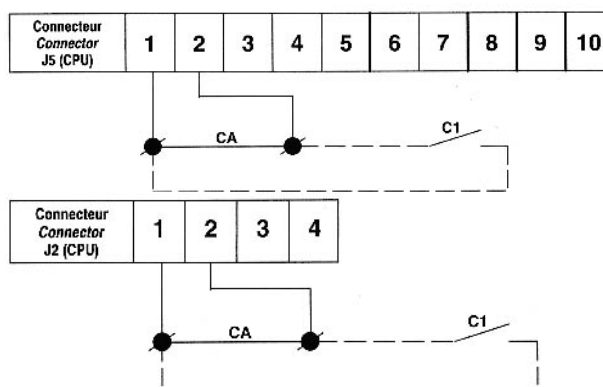 Connecteur
Connector
J5 (CPU)
1 2 3 4 5 6 7 8 9 10
CA
C1
Connecteur
Connector
J2 (CPU)
1 2 3 4
CA
C1